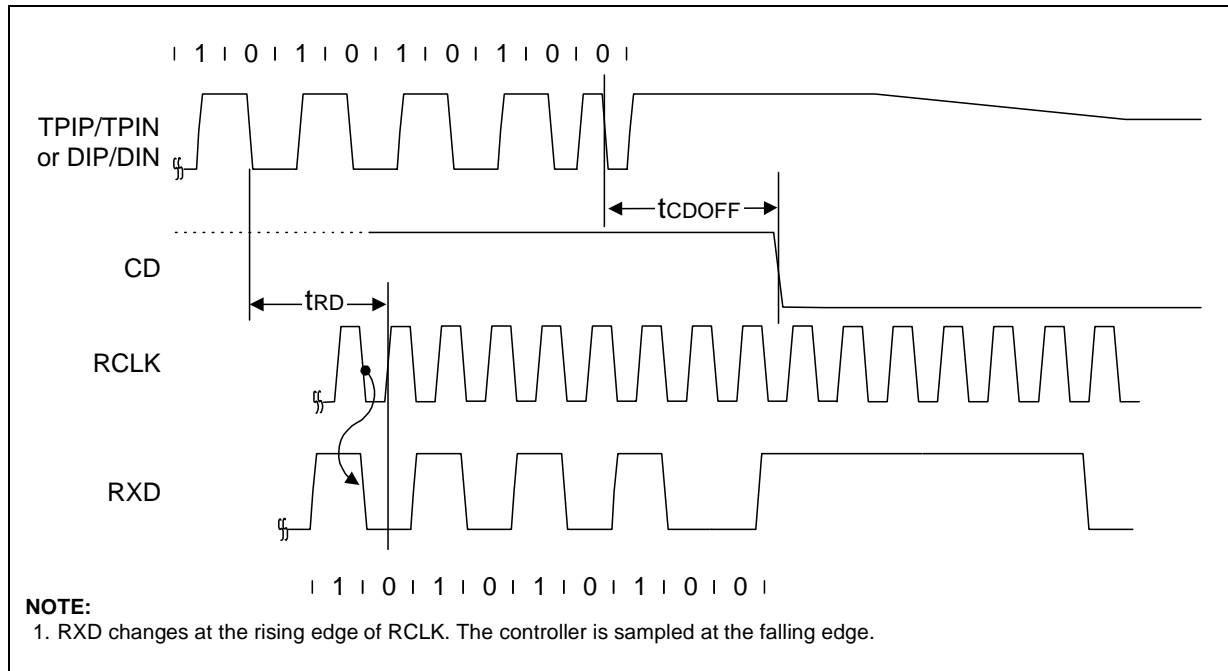 1 0 1 0 1 0 1 0 0
TPIP/TPIN
or DIP/DIN
tCDOFF
CD
tRD
RCLK
RXD
1 0 1 0 1 0 1 0 0
NOTE:
1. RXD changes at the rising edge of RCLK. The controller is sampled at the falling edge.